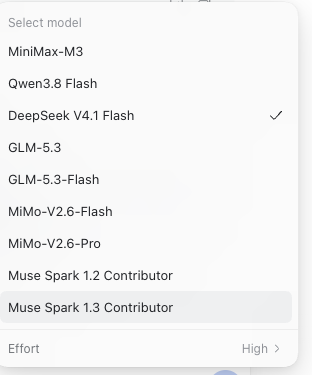 Select model
MiniMax-M3
Qwen3.8 Flash
DeepSeek V4.1 Flash
GLM-5.3
GLM-5.3-Flash
MiMo-V2.6-Flash
MiMo-V2.6-Pro
Muse Spark 1.2 Contributor
Muse Spark 1.3 Contributor
Effort High